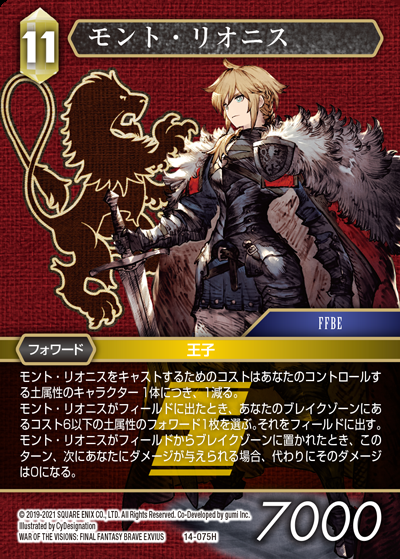 11
モント・リオニス
FFBE
フォワード
王子
モント・リオニスをキャストするためのコストはあなたのコントロールす
る土属性のキャラクター1体につき、1減る。
モント・リオニスがフィールドに出たとき、あなたのブレイクゾーンにあ
るコスト6以下の土属性のフォワード1枚を選ぶ。それをフィールドに出す。
モント・リオニスがフィールドからブレイクゾーンに置かれたとき、この
ターン、次にあなたにダメージが与えられる場合、代わりにそのダメージ
は0になる。
© 2019-2021 SQUARE ENIX CO., LTD. All Rights Reserved. Co-Developed by gumi Inc.
Illustrated by CyDesignation
WAR OF THE VISIONS: FINAL FANTASY BRAVE EXVIUS
14-075H
7000